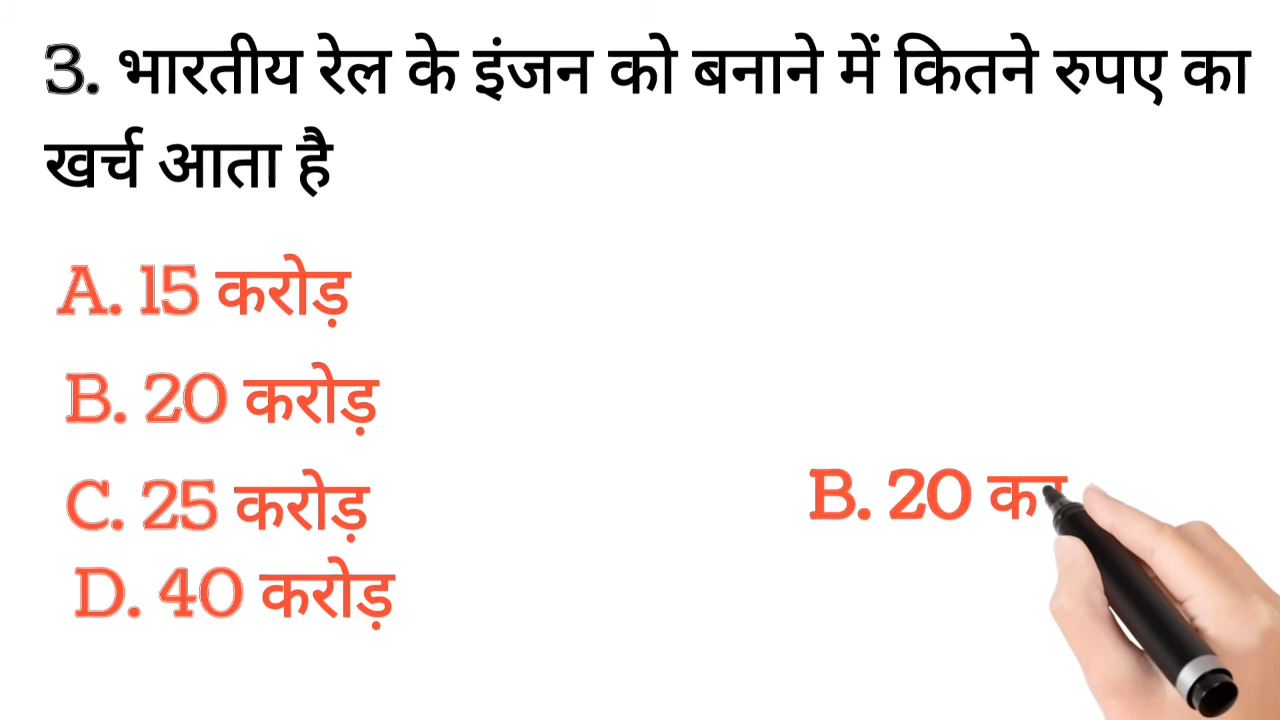 3. भारतीय रेल के इंजन को बनाने में कितने रुपए का
खर्च आता है
A. 15 करोड़
B. 20 करोड़
C. 25 करोड़
B. 20
D. 40 करोड़